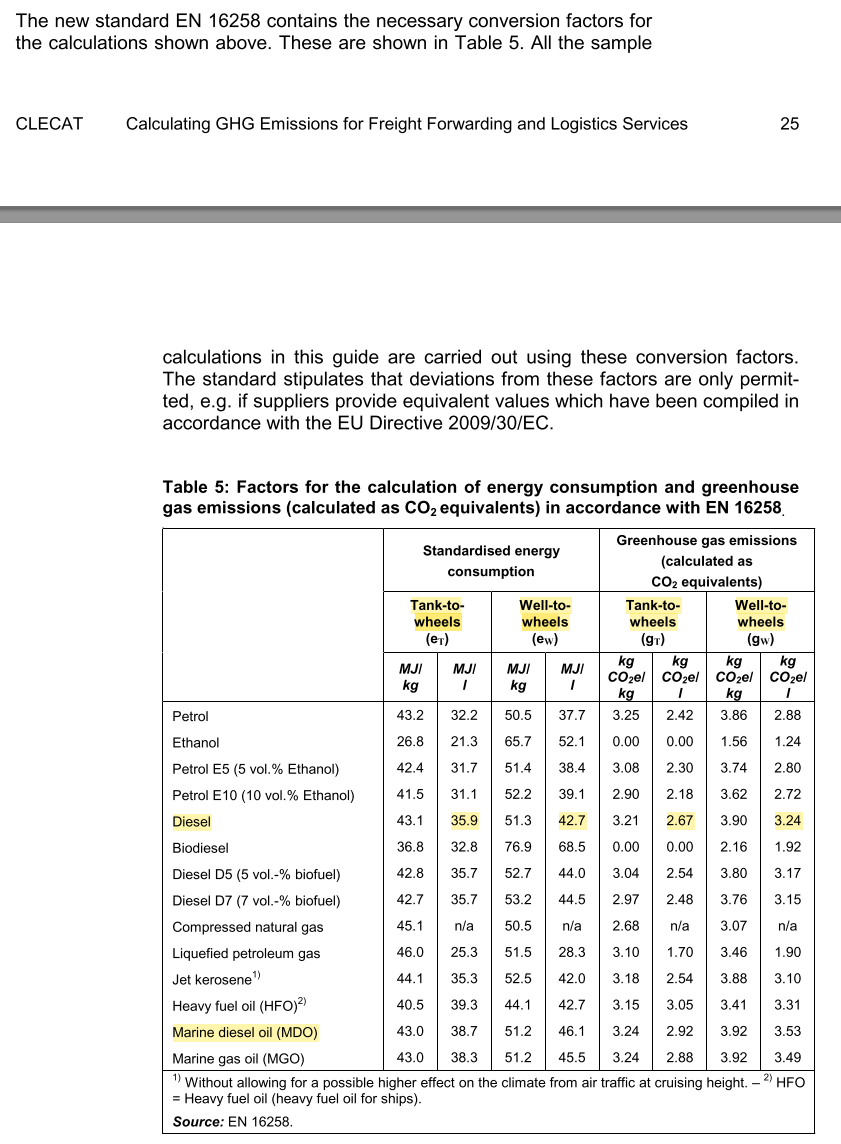 The new standard EN 16258 contains the necessary conversion factors for
the calculations shown above. These are shown in Table 5. All the sample
CLECAT Calculating GHG Emissions for Freight Forwarding and Logistics Services 25
calculations in this guide are carried out using these conversion factors.
The standard stipulates that deviations from these factors are only permit-
ted, e.g. if suppliers provide equivalent values which have been compiled in
accordance with the EU Directive 2009/30/EC.
Table 5: Factors for the calculation of energy consumption and greenhouse
gas emissions (calculated as CO₂ equivalents) in accordance with EN 16258.
Standardised energy consumption
Greenhouse gas emissions (calculated as CO₂ equivalents)
Tank-to-wheels (eT) Well-to-wheels (eW) Tank-to-wheels (gT) Well-to-wheels (gW)
MJ/kg MJ/l MJ/kg MJ/l kg CO₂e/kg kg CO₂e/l kg CO₂e/kg kg CO₂e/l
Petrol 43.2 32.2 50.5 37.7 3.25 2.42 3.86 2.88
Ethanol 26.8 21.3 65.7 52.1 0.00 0.00 1.56 1.24
Petrol E5 (5 vol.% Ethanol) 42.4 31.7 51.4 38.4 3.08 2.30 3.74 2.80
Petrol E10 (10 vol.% Ethanol) 41.5 31.1 52.2 39.1 2.90 2.18 3.62 2.72
Diesel 43.1 35.9 51.3 42.7 3.21 2.67 3.90 3.24
Biodiesel 36.8 32.8 76.9 68.5 0.00 0.00 2.16 1.92
Diesel D5 (5 vol.-% biofuel) 42.8 35.7 52.7 44.0 3.04 2.54 3.80 3.17
Diesel D7 (7 vol.-% biofuel) 42.7 35.7 53.2 44.5 2.97 2.48 3.76 3.15
Compressed natural gas 45.1 n/a 50.5 n/a 2.68 n/a 3.07 n/a
Liquefied petroleum gas 46.0 25.3 51.5 28.3 3.10 1.70 3.46 1.90
Jet kerosene¹⁾ 44.1 35.3 52.5 42.0 3.18 2.54 3.88 3.10
Heavy fuel oil (HFO)²⁾ 40.5 39.3 44.1 42.7 3.15 3.05 3.41 3.31
Marine diesel oil (MDO) 43.0 38.7 51.2 46.1 3.24 2.92 3.92 3.53
Marine gas oil (MGO) 43.0 38.3 51.2 45.5 3.24 2.88 3.92 3.49
¹⁾ Without allowing for a possible higher effect on the climate from air traffic at cruising height. – ²⁾ HFO
= Heavy fuel oil (heavy fuel oil for ships).
Source: EN 16258.